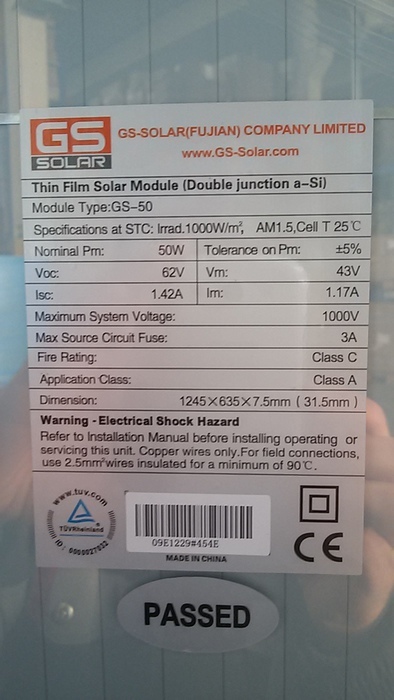 GS
SOLAR
GS-SOLAR(FUJIAN) COMPANY LIMITED
www.GS-Solar.com
Thin Film Solar Module (Double junction a-Si)
Module Type:GS-50
Specifications at STC: Irrad.1000W/m², AM1.5,Cell T 25℃
Nominal Pm: 50W Tolerance on Pm: ±5%
Voc: 62V Vm: 43V
Isc: 1.42A Im: 1.17A
Maximum System Voltage: 1000V
Max Source Circuit Fuse: 3A
Fire Rating: Class C
Application Class: Class A
Dimension: 1245×635×7.5mm ( 31.5mm )
Warning - Electrical Shock Hazard
Refer to Installation Manual before installing operating or
servicing this unit. Copper wires only.For field connections,
use 2.5mm²wires insulated for a minimum of 90℃.
www.tuv.com
TÜVRheinland
ID: 0000027032
09E1229#454E
MADE IN CHINA
CE
PASSED